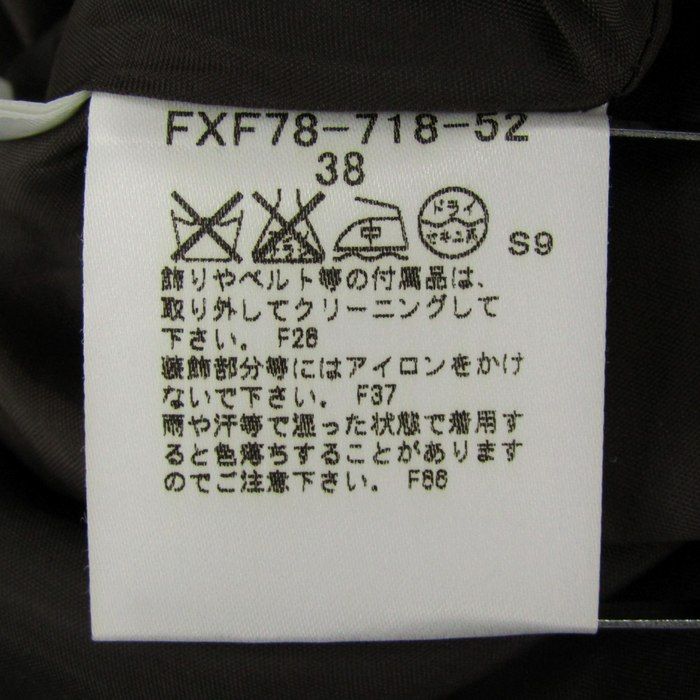 FXF78-718-52
38
中
ドライ
セキユ系
S9
飾りやベルト等の付属品は、
取り外してクリーニングして
下さい。 F26
装飾部分等にはアイロンをかけ
ないで下さい。 F37
雨や汗等で湿った状態で着用す
ると色落ちすることがあります
のでご注意下さい。 F86